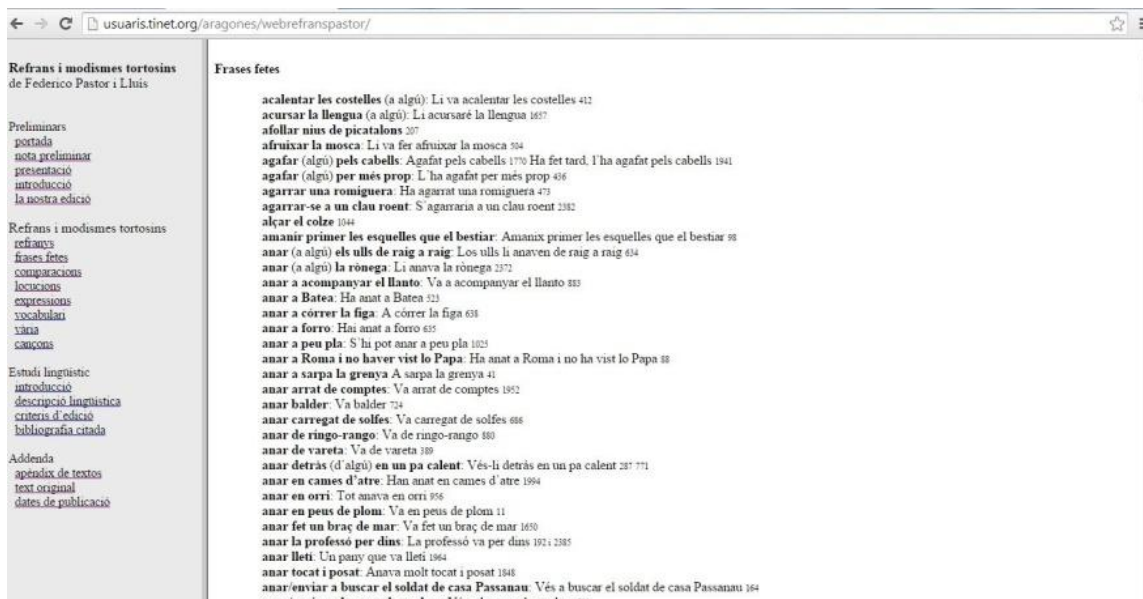 usuaris.tinet.org/aragones/webrefranspastor/
Refrans i modismes tortosins
de Federico Pastor i Lluis
Preliminars
portada
nota preliminar
presentació
introducció
la nostra edició
Refrans i modismes tortosins
refranys
frases fetes
comparacions
locucions
expressions
vocabulari
vària
cançons
Estudi lingüístic
introducció
descripció lingüística
criteris d'edició
bibliografia citada
Addenda
apèndix de textos
text original
dates de publicació
Frases fetes
acalentar les costelles (a algú): Li va acalentar les costelles 412
acursar la llengua (a algú): Li acursaré la llengua 1657
afollar nius de picatalons 207
afruixar la mosca: Li va fer afruixar la mosca 504
agafar (algú) pels cabells: Agafat pels cabells 1770 Ha fet tard, l'ha agafat pels cabells 1941
agafar (algú) per més prop: L'ha agafat per més prop 436
agarrar una romiguera: Ha agarrat una romiguera 473
agarrar-se a un clau roent: S'agarraria a un clau roent 2382
alçar el colze 1044
amanir primer les esquelles que el bestiar: Amanix primer les esquelles que el bestiar 98
anar (a algú) els ulls de raig a raig: Los ulls li anaven de raig a raig 634
anar (a algú) la rònega: Li anava la rònega 2372
anar a acompanyar el llanto: Va a acompanyar el llanto 883
anar a Batea: Ha anat a Batea 523
anar a córrer la figa: A córrer la figa 638
anar a forro: Hai anat a forro 635
anar a peu pla: S'hi pot anar a peu pla 1025
anar a Roma i no haver vist lo Papa: Ha anat a Roma i no ha vist lo Papa 88
anar a sarpa la grenya A sarpa la grenya 41
anar arrat de comptes: Va arrat de comptes 1952
anar balder: Va balder 724
anar carregat de solfes: Va carregat de solfes 686
anar de ringo-rango: Va de ringo-rango 880
anar de vareta: Va de vareta 389
anar detràs (d'algú) en un pa calent: Vés-li detràs en un pa calent 287 771
anar en cames d'atre: Han anat en cames d'atre 1994
anar en orri: Tot anava en orri 956
anar en peus de plom: Va en peus de plom 11
anar fet un braç de mar: Va fet un braç de mar 1650
anar la professó per dins: La professó va per dins 192 i 2385
anar lletí: Un pany que va lletí 1964
anar tocat i posat: Anava molt tocat i posat 1848
anar/enviar a buscar el soldat de casa Passanau: Vés a buscar el soldat de casa Passanau 164